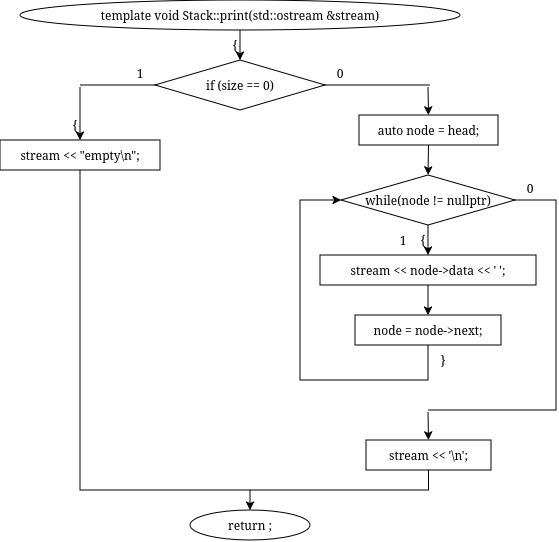 template void Stack::print(std::ostream &stream)
{
1
if (size == 0)
0
{
stream << "empty\n";
auto node = head;
while(node != nullptr)
0
1
{
stream << node->data << ' ';
node = node->next;
}
stream << '\n';
return ;